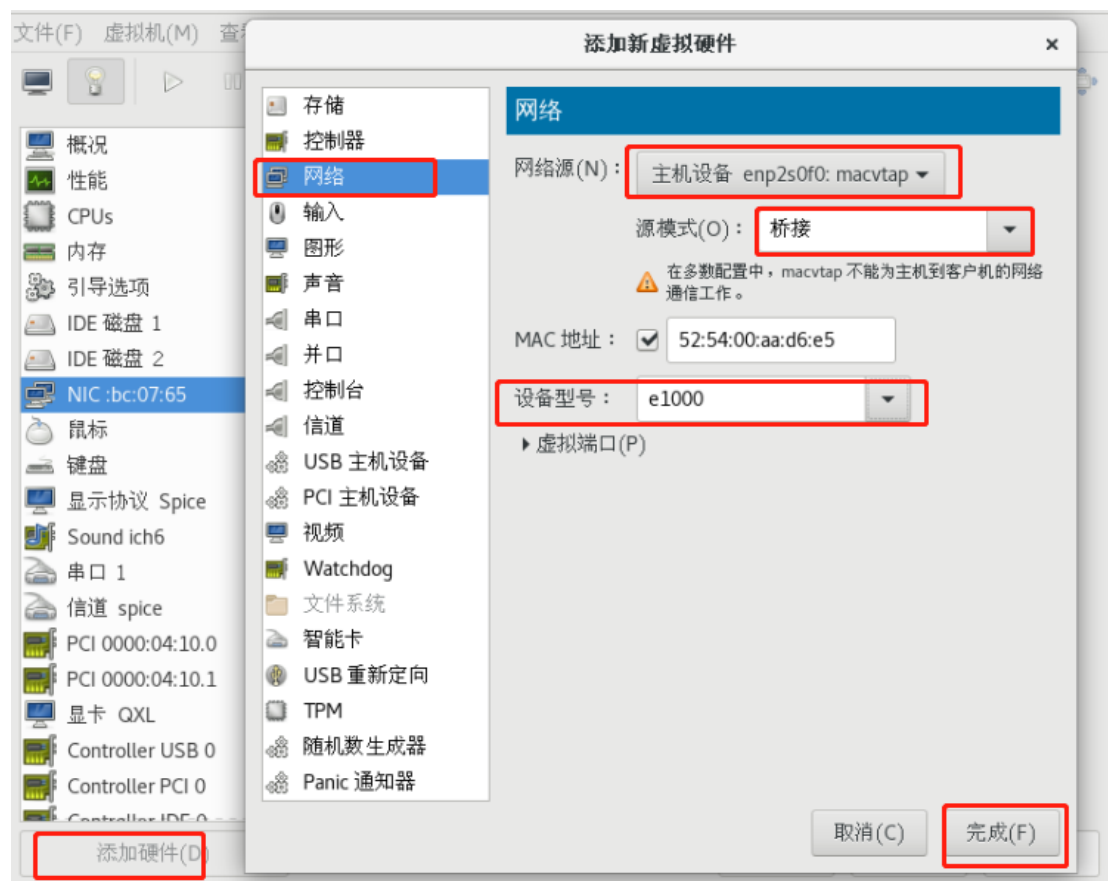 文件(F) 虚拟机(M)
概况
性能
CPUs
内存
引导选项
IDE 磁盘 1
IDE 磁盘 2
NIC :bc:07:65
鼠标
键盘
显示协议 Spice
Sound ich6
串口 1
信道 spice
PCI 0000:04:10.0
PCI 0000:04:10.1
显卡 QXL
Controller USB 0
Controller PCI 0
Controller IDE 0
添加硬件(D)
添加新虚拟硬件
存储
控制器
网络
输入
图形
声音
串口
并口
控制台
信道
USB 主机设备
PCI 主机设备
视频
Watchdog
文件系统
智能卡
USB 重新定向
TPM
随机数生成器
Panic 通知器
网络
网络源(N)： 主机设备 enp2s0f0: macvtap
源模式(O)： 桥接
在多数配置中，macvtap 不能为主机到客户机的网络
通信工作。
MAC 地址： 52:54:00:aa:d6:e5
设备型号： e1000
虚拟端口(P)
取消(C) 完成(F)